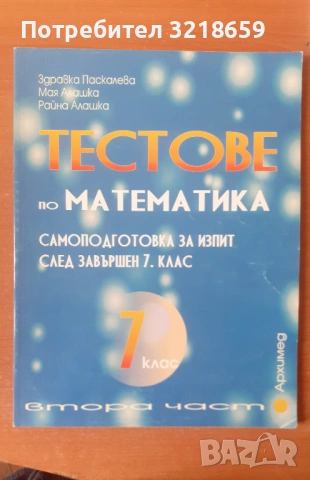 Потребител 3218659
Здравка Паскалева
Мая Алашка
Райна Алашка
ТЕСТОВЕ
по МАТЕМАТИКА
САМОПОДГОТОВКА ЗА ИЗПИТ
СЛЕД ЗАВЪРШЕН 7. КЛАС
7
клас
Архимед
втора част
BAZAR